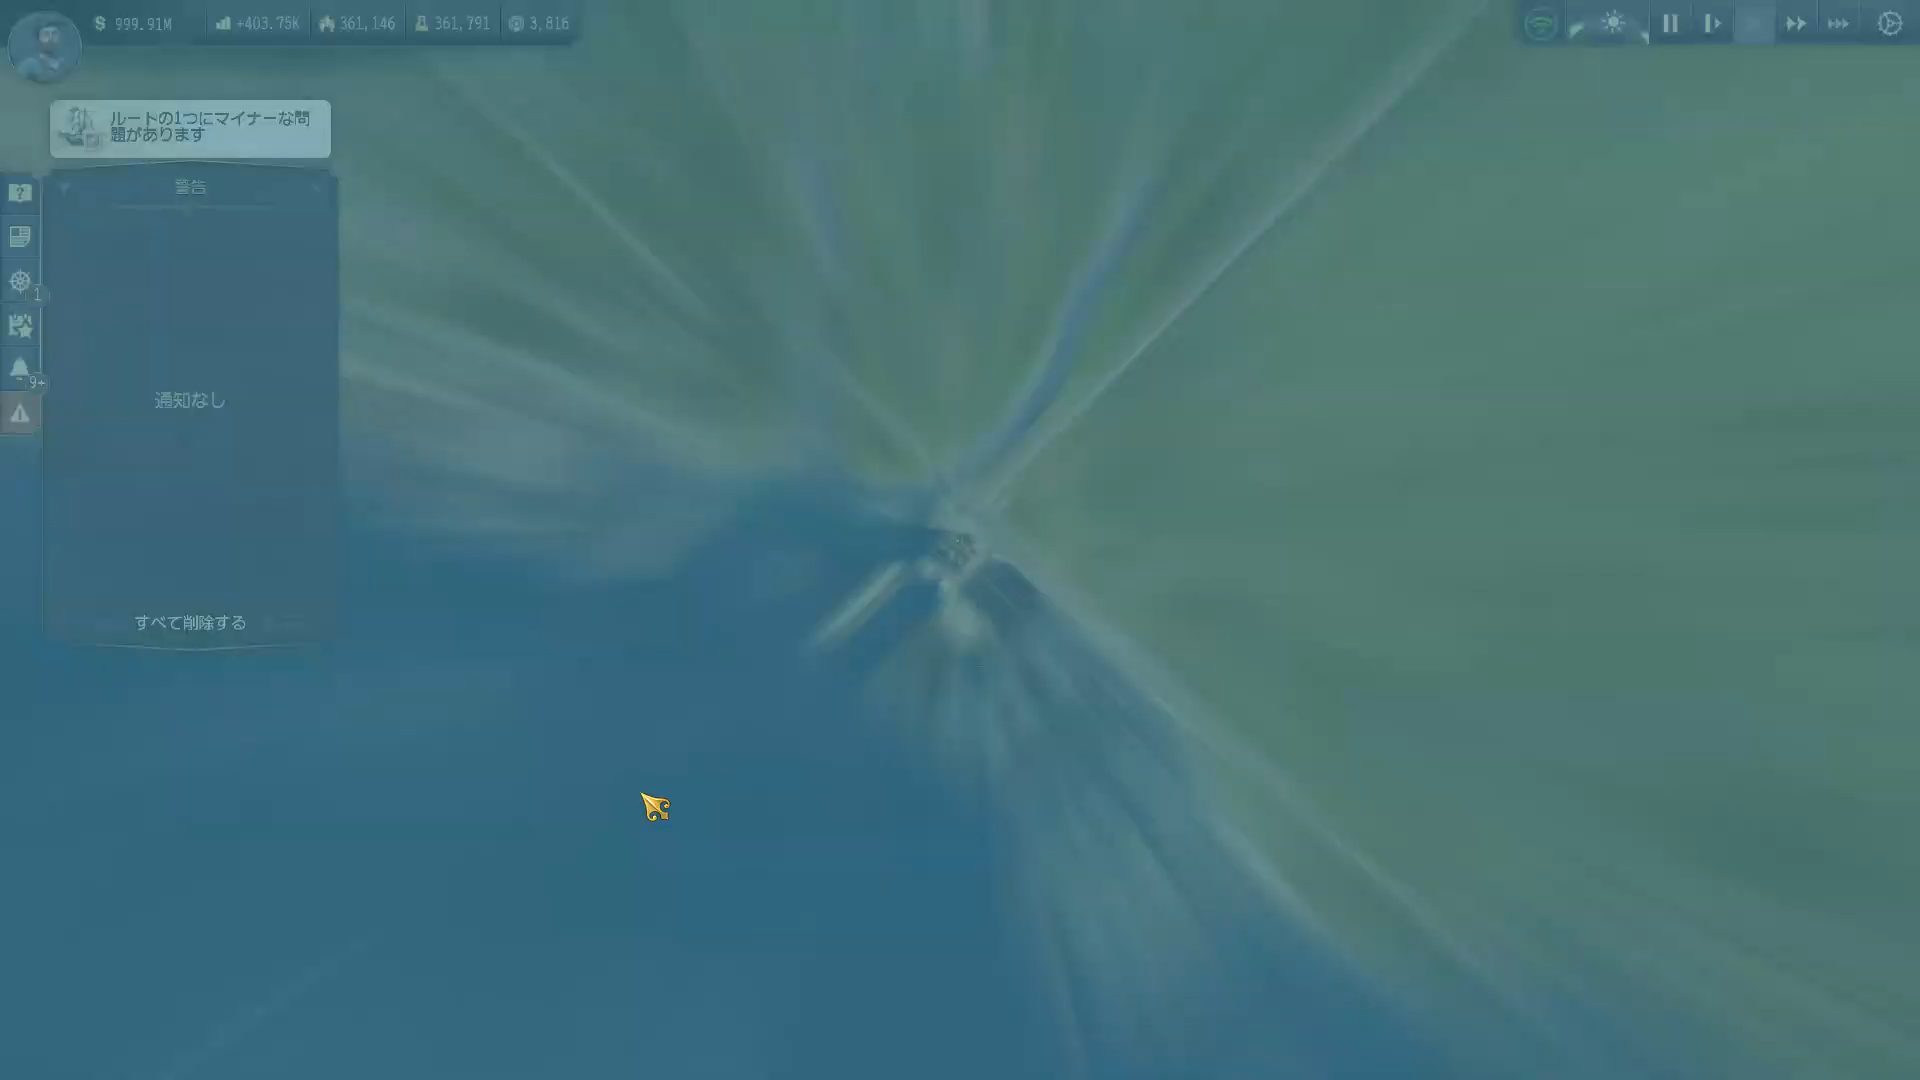 999.91M +403.75K 361,146 361,791 3,816
ルートの1つにマイナーな問
題があります
警告
1
9+
通知なし
すべて削除する